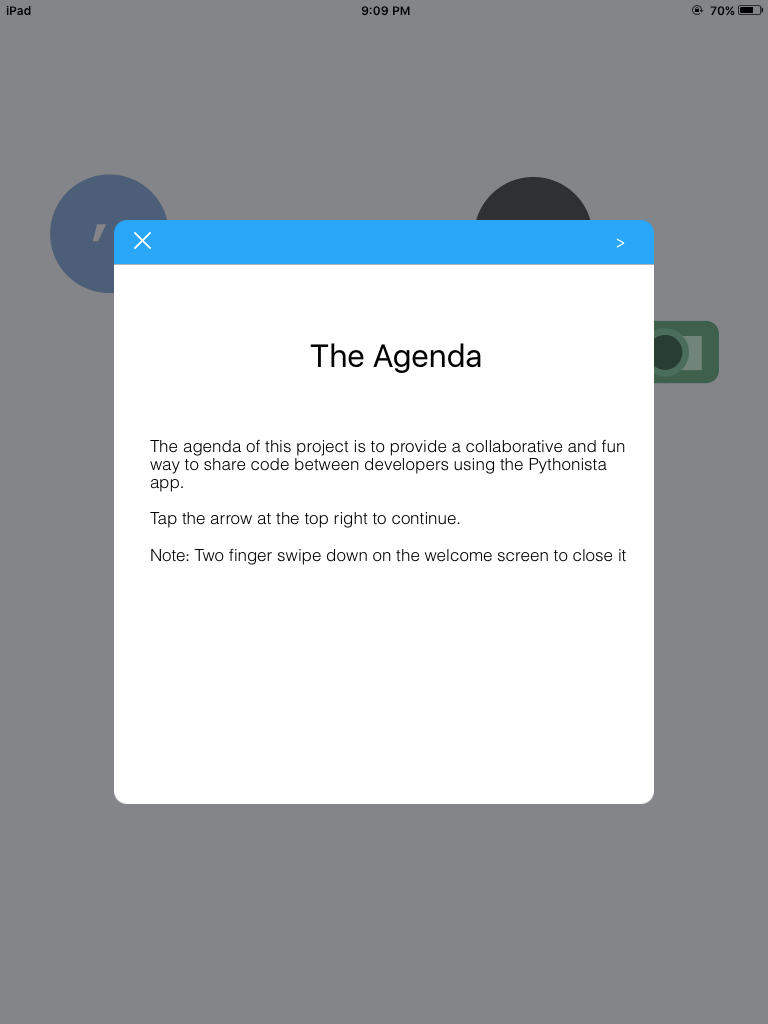 iPad 9:09 PM 70%
>
The Agenda
The agenda of this project is to provide a collaborative and fun
way to share code between developers using the Pythonista
app.
Tap the arrow at the top right to continue.
Note: Two finger swipe down on the welcome screen to close it